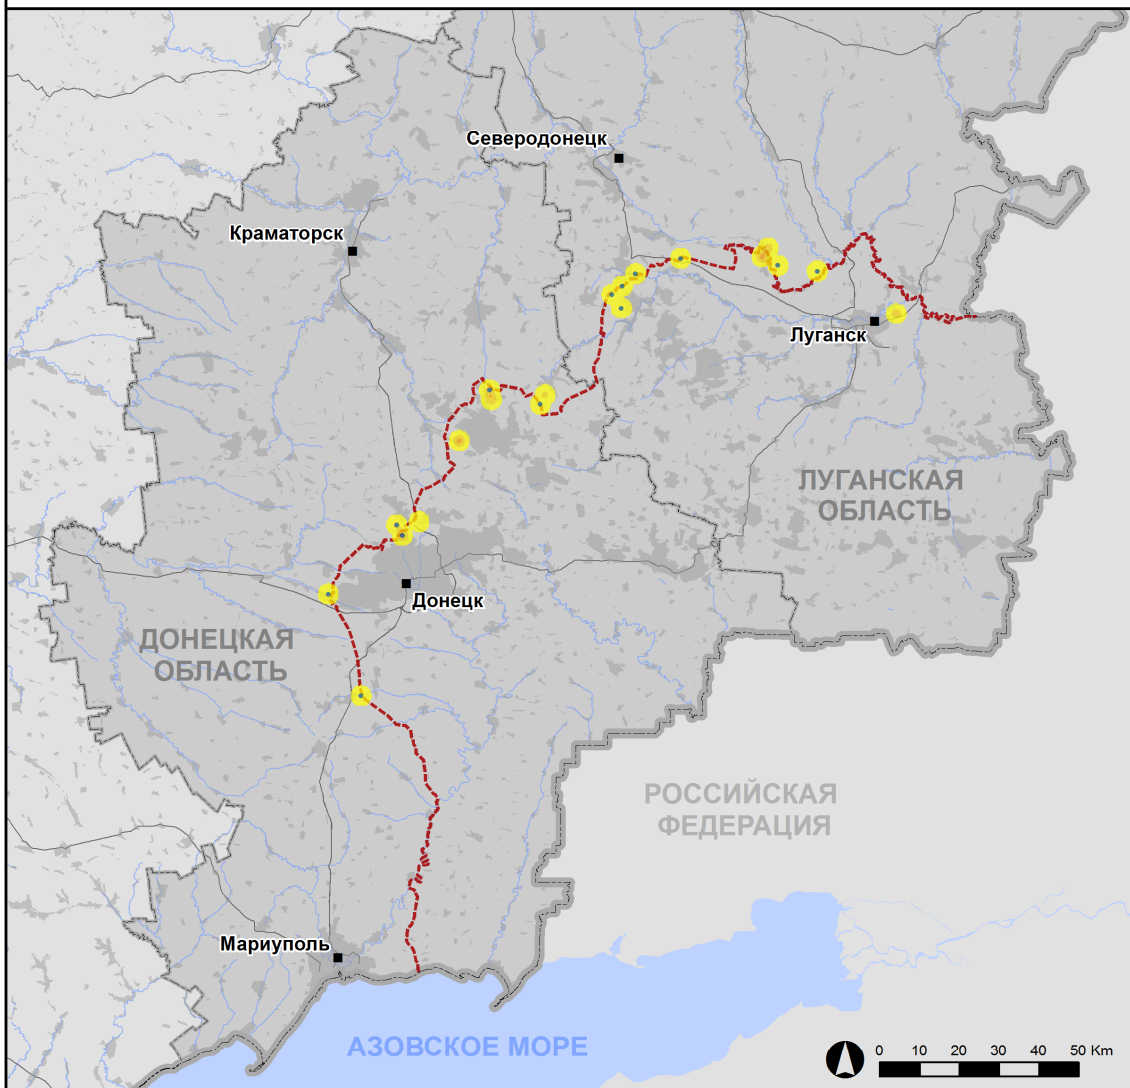 Северодонецк
Краматорск
Луганск
ЛУГАНСКАЯ
ОБЛАСТЬ
Донецк
ДОНЕЦКАЯ
ОБЛАСТЬ
РОССИЙСКАЯ
ФЕДЕРАЦИЯ
Мариуполь
АЗОВСКОЕ МОРЕ
0 10 20 30 40 50 Km